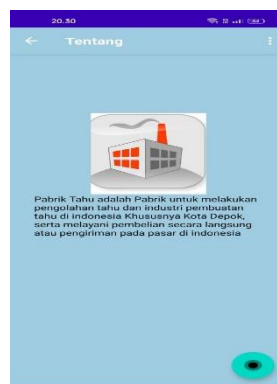 20.30
Tentang
Pabrik Tahu adalah Pabrik untuk melakukan
pengolahan tahu dan industri pembuatan
tahu di indonesia Khususnya Kota Depok,
serta melayani pembelian secara langsung
atau pengiriman pada pasar di indonesia